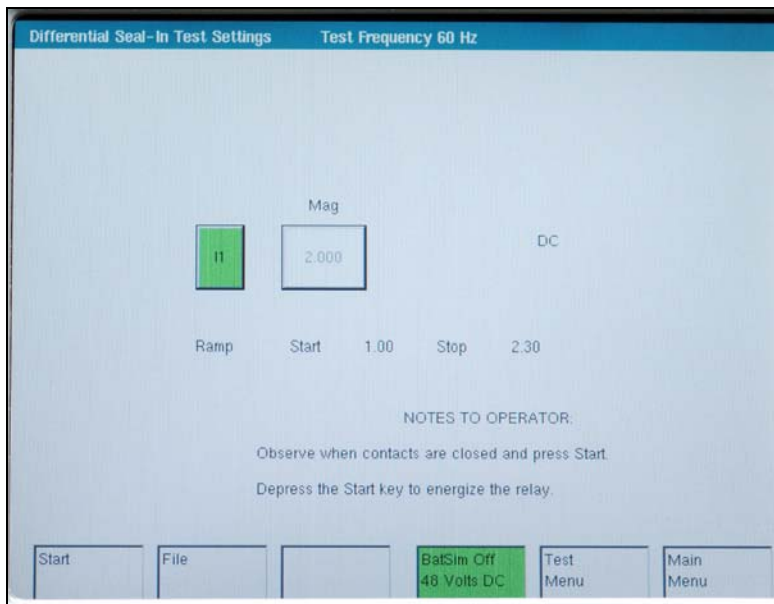 Differential Seal-In Test Settings Test Frequency 60 Hz
Mag
I1 2.000 DC
Ramp Start 1.00 Stop 2.30
NOTES TO OPERATOR:
Observe when contacts are closed and press Start.
Depress the Start key to energize the relay.
Start File BatSim Off Test Main
48 Volts DC Menu Menu